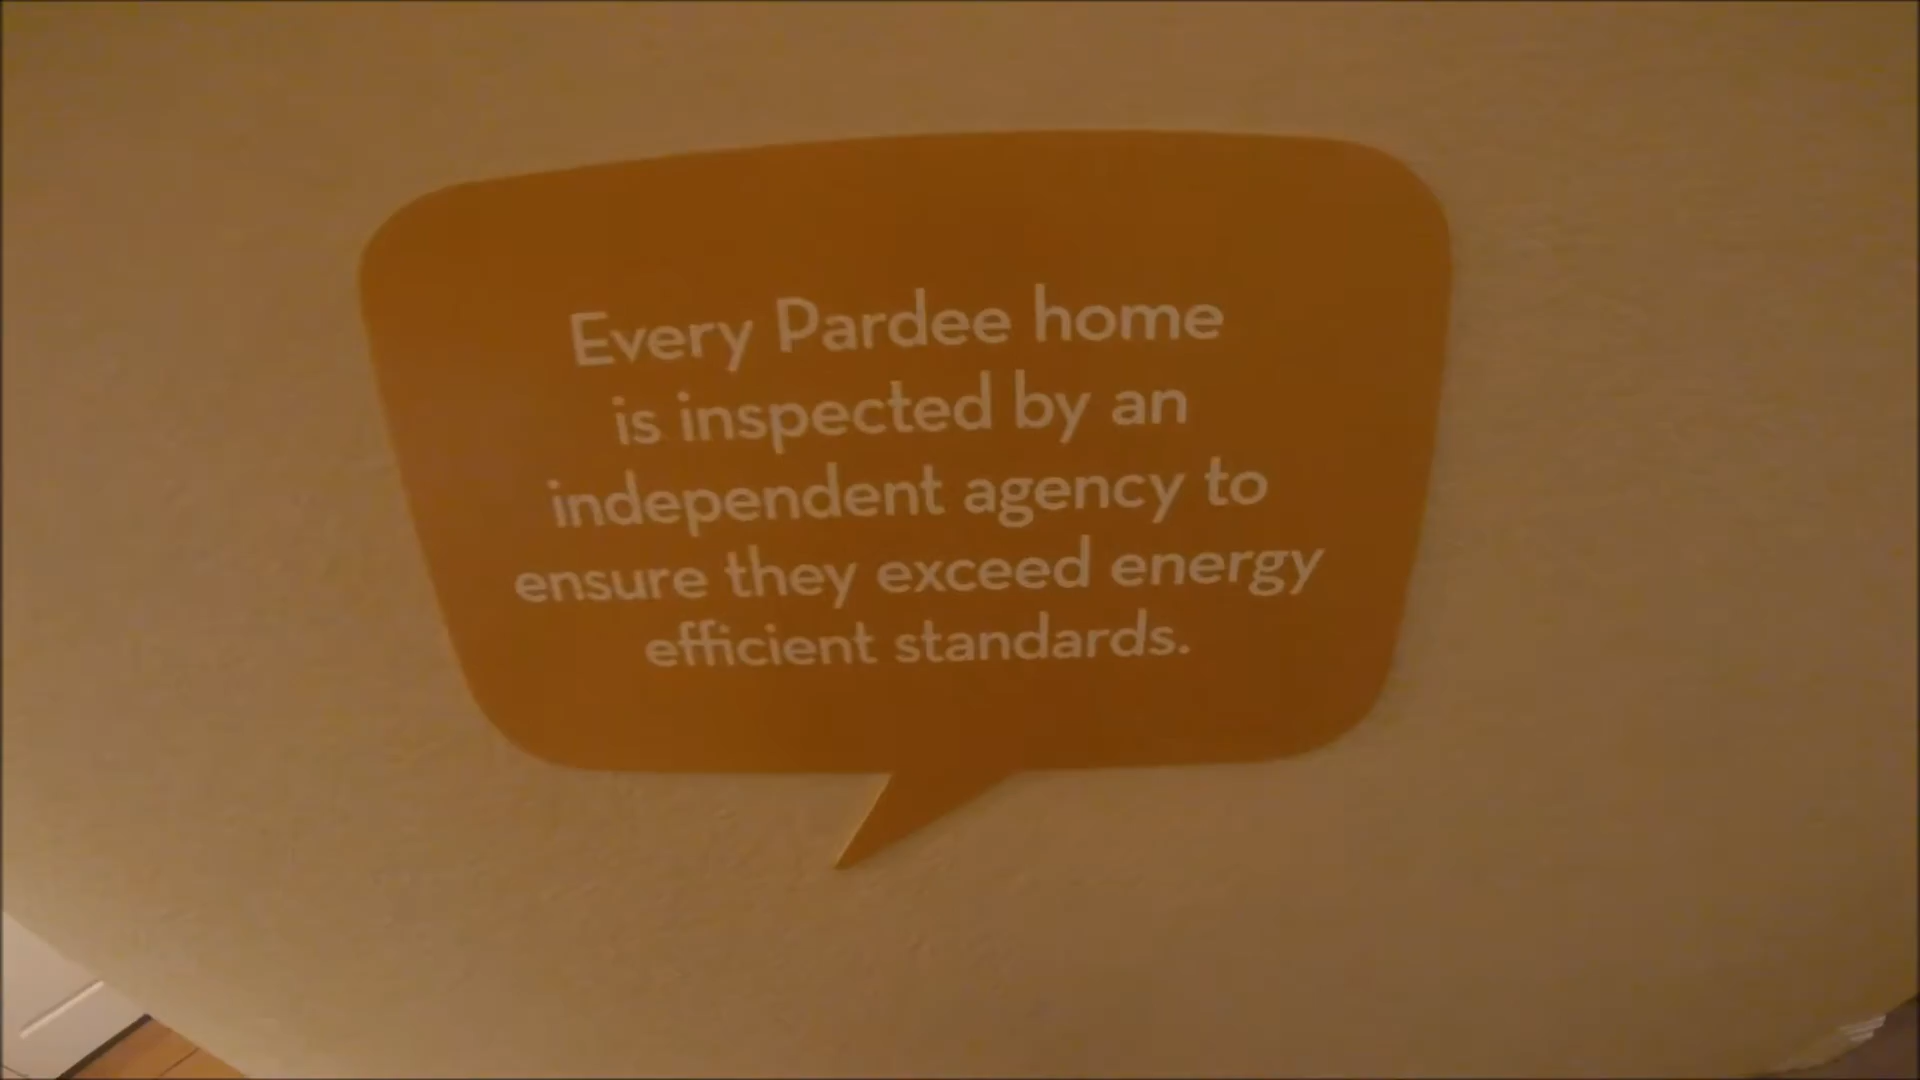 Every Pardee home
is inspected by an
independent agency to
ensure they exceed energy
efficient standards.